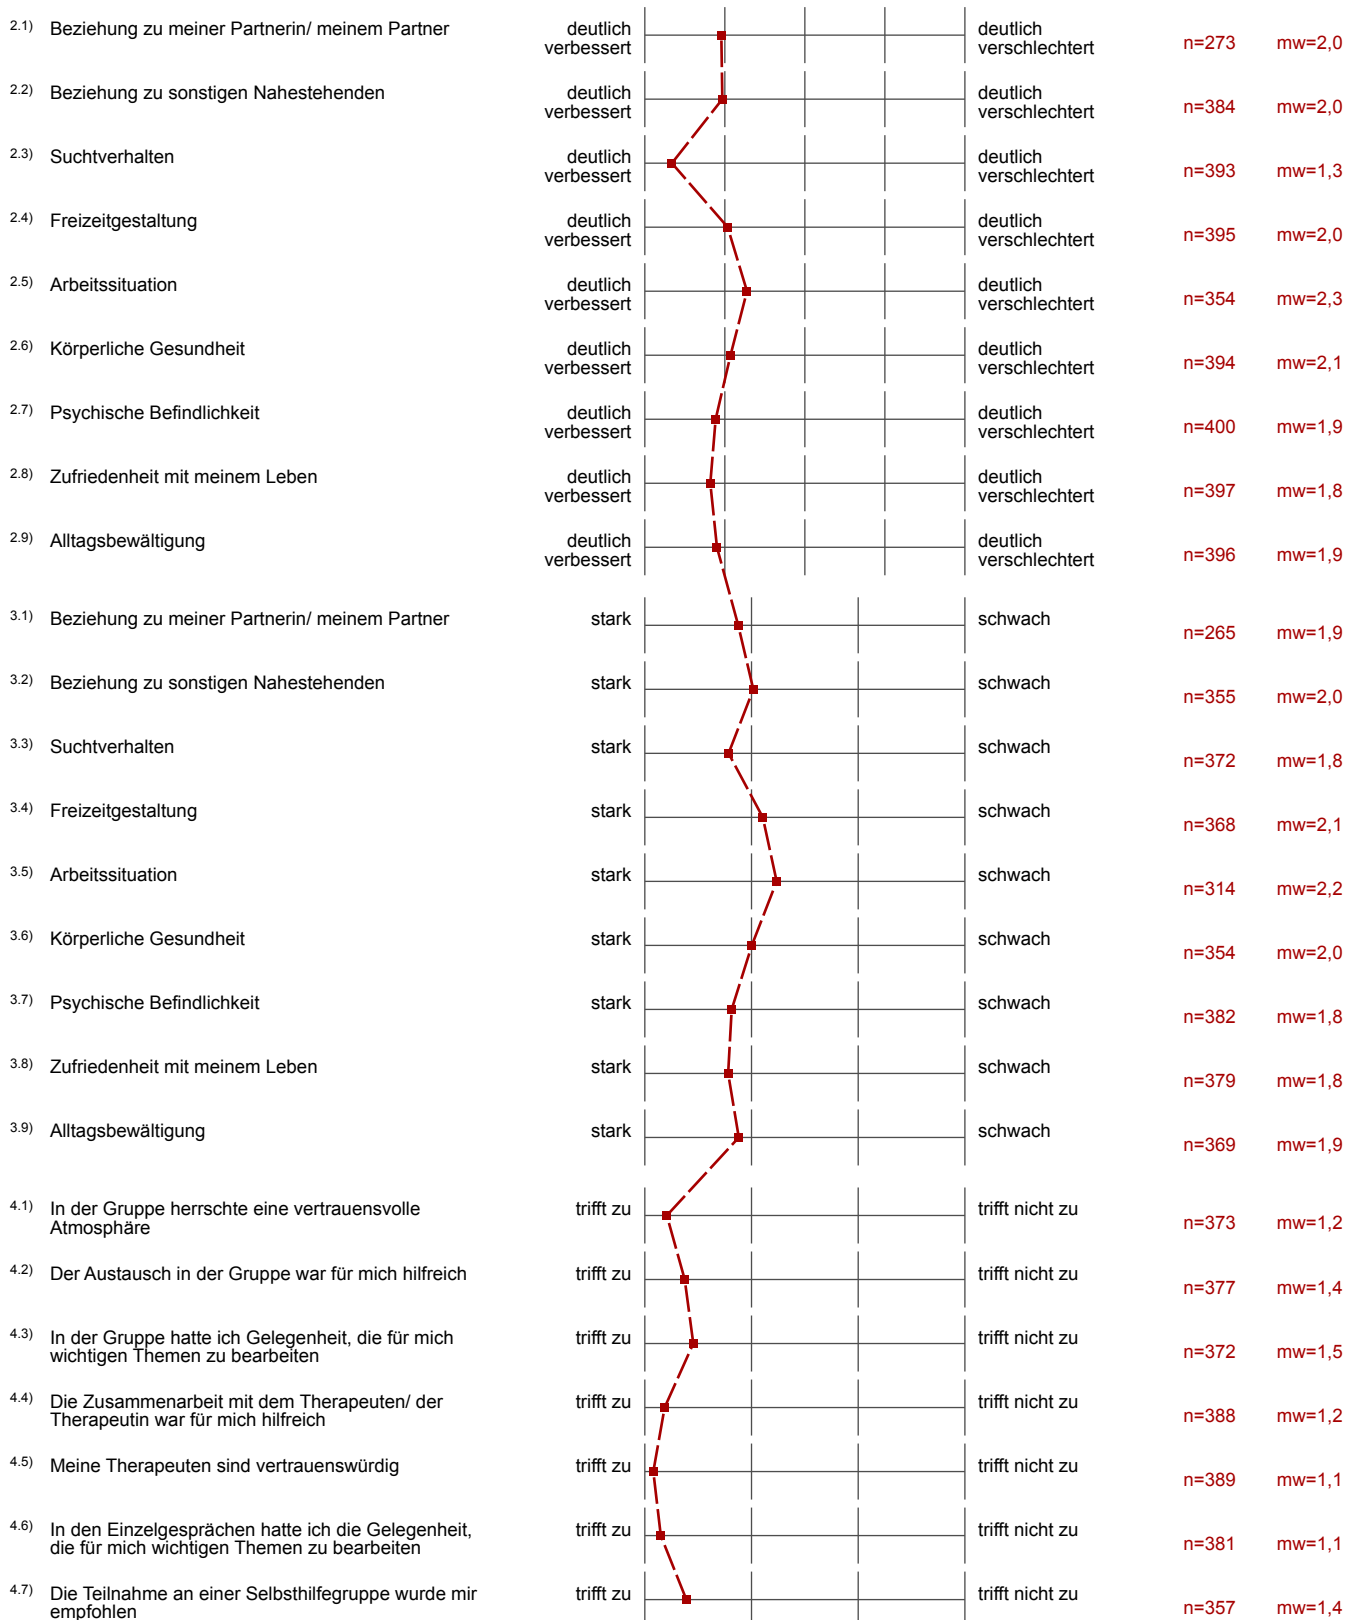 2.1) Beziehung zu meiner Partnerin/ meinem Partner deutlich verbessert deutlich verschlechtert n=273 mw=2,0
2.2) Beziehung zu sonstigen Nahestehenden deutlich verbessert deutlich verschlechtert n=384 mw=2,0
2.3) Suchtverhalten deutlich verbessert deutlich verschlechtert n=393 mw=1,3
2.4) Freizeitgestaltung deutlich verbessert deutlich verschlechtert n=395 mw=2,0
2.5) Arbeitssituation deutlich verbessert deutlich verschlechtert n=354 mw=2,3
2.6) Körperliche Gesundheit deutlich verbessert deutlich verschlechtert n=394 mw=2,1
2.7) Psychische Befindlichkeit deutlich verbessert deutlich verschlechtert n=400 mw=1,9
2.8) Zufriedenheit mit meinem Leben deutlich verbessert deutlich verschlechtert n=397 mw=1,8
2.9) Alltagsbewältigung deutlich verbessert deutlich verschlechtert n=396 mw=1,9
3.1) Beziehung zu meiner Partnerin/ meinem Partner stark schwach n=265 mw=1,9
3.2) Beziehung zu sonstigen Nahestehenden stark schwach n=355 mw=2,0
3.3) Suchtverhalten stark schwach n=372 mw=1,8
3.4) Freizeitgestaltung stark schwach n=368 mw=2,1
3.5) Arbeitssituation stark schwach n=314 mw=2,2
3.6) Körperliche Gesundheit stark schwach n=354 mw=2,0
3.7) Psychische Befindlichkeit stark schwach n=382 mw=1,8
3.8) Zufriedenheit mit meinem Leben stark schwach n=379 mw=1,8
3.9) Alltagsbewältigung stark schwach n=369 mw=1,9
4.1) In der Gruppe herrschte eine vertrauensvolle
Atmosphäre trifft zu trifft nicht zu n=373 mw=1,2
4.2) Der Austausch in der Gruppe war für mich hilfreich trifft zu trifft nicht zu n=377 mw=1,4
4.3) In der Gruppe hatte ich Gelegenheit, die für mich
wichtigen Themen zu bearbeiten trifft zu trifft nicht zu n=372 mw=1,5
4.4) Die Zusammenarbeit mit dem Therapeuten/ der
Therapeutin war für mich hilfreich trifft zu trifft nicht zu n=388 mw=1,2
4.5) Meine Therapeuten sind vertrauenswürdig trifft zu trifft nicht zu n=389 mw=1,1
4.6) In den Einzelgesprächen hatte ich die Gelegenheit,
die für mich wichtigen Themen zu bearbeiten trifft zu trifft nicht zu n=381 mw=1,1
4.7) Die Teilnahme an einer Selbsthilfegruppe wurde mir
empfohlen trifft zu trifft nicht zu n=357 mw=1,4